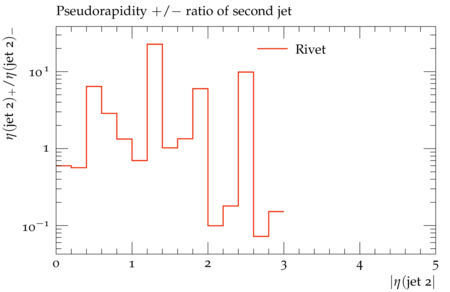 Pseudorapidity +/− ratio of second jet
η(jet 2)₊/η(jet 2)₋
Rivet
10¹
1
10⁻¹
0 1 2 3 4 5
|η(jet 2|